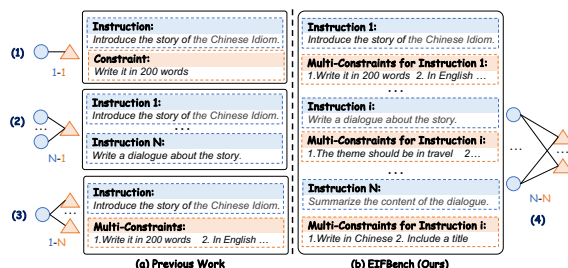 (1)
1-1
Instruction:
Introduce the story of the Chinese Idiom.
Constraint:
Write it in 200 words
(2)
...
N-1
Instruction 1:
Introduce the story of the Chinese Idiom.
...
Instruction N:
Write a dialogue about the story.
(3)
...
1-N
Instruction:
Introduce the story of the Chinese Idiom.
Multi-Constraints:
1.Write it in 200 words 2. In English ...
(a) Previous Work
Instruction 1:
Introduce the story of the Chinese Idiom.
Multi-Constraints for Instruction 1:
1.Write it in 200 words 2. In English ...
...
Instruction i:
Write a dialogue about the story.
Multi-Constraints for Instruction i:
1.The theme should be in travel 2...
...
Instruction N:
Summarize the content of the dialogue.
Multi-Constraints for Instruction i:
1.Write in Chinese 2. Include a title
(b) EIFBench (Ours)
... ...
N-N
(4)